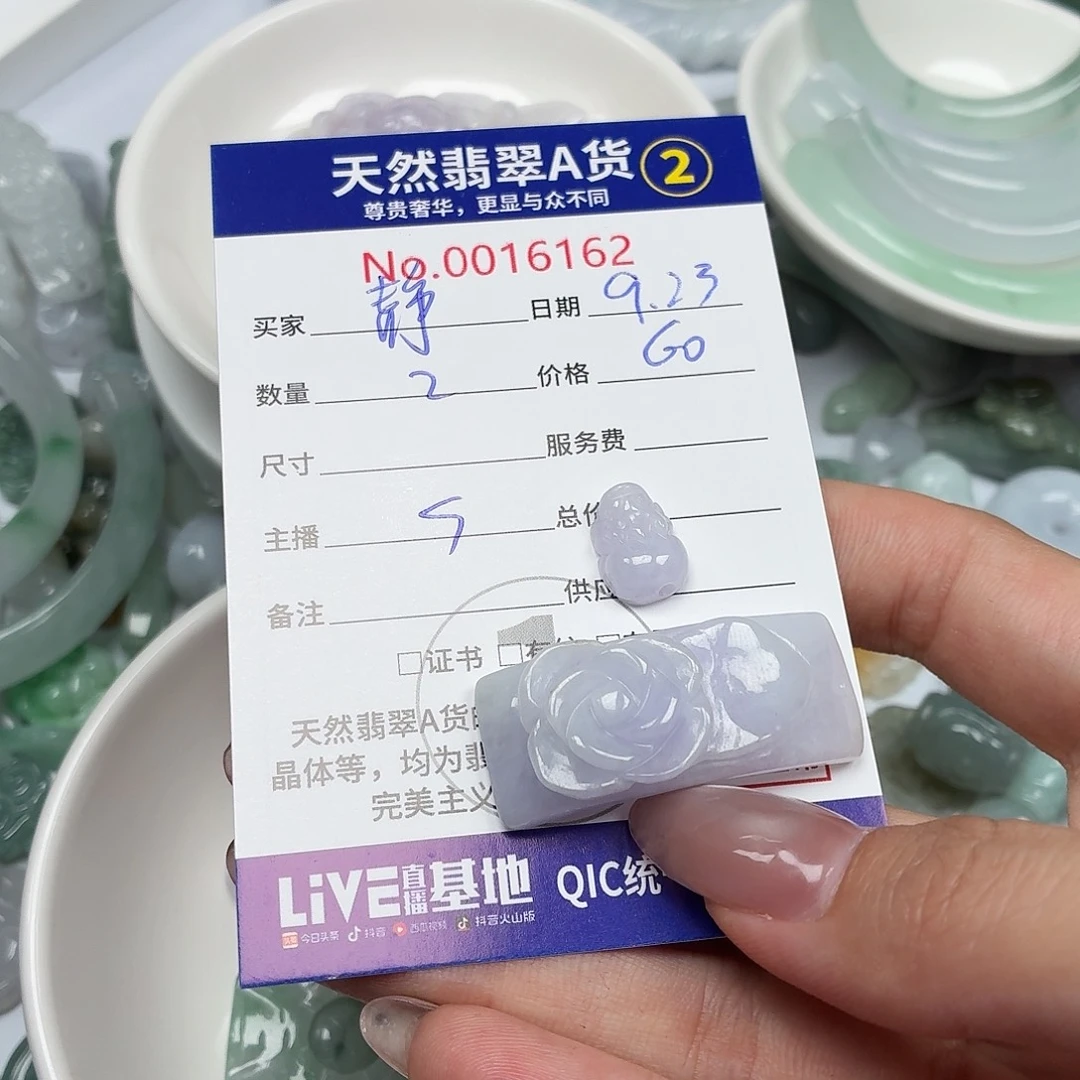 天然翡翠A货 2
尊贵奢华，更显与众不同
No.0016162
买家 静 日期 9.23
数量 2 价格 60
尺寸 服务费
主播 S 总价
备注 供应
□证书 □有
天然翡翠A货
晶体等，均为翡
完美主义
LiVE直播基地 QIC统一
今日头条 抖音 西瓜视频 抖音火山版